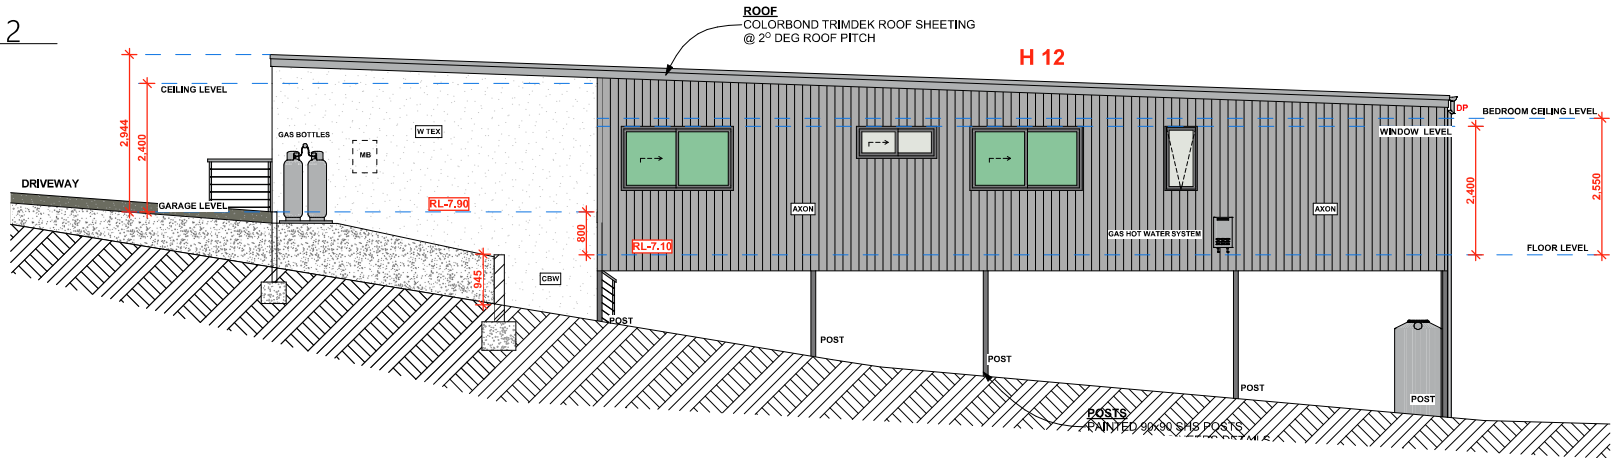 2
ROOF
COLORBOND TRIMDEK ROOF SHEETING
@ 2° DEG ROOF PITCH
H 12
CEILING LEVEL
2,944
2,400
GAS BOTTLES
W TEX
MB
DP
BEDROOM CEILING LEVEL
WINDOW LEVEL
DRIVEWAY
GARAGE LEVEL
RL-7.90
800
RL-7.10
AXON
AXON
GAS HOT WATER SYSTEM
2,400
2,550
FLOOR LEVEL
945
CBW
POST
POST
POST
POST
POST
POSTS
PAINTED 90x90 SHS POSTS